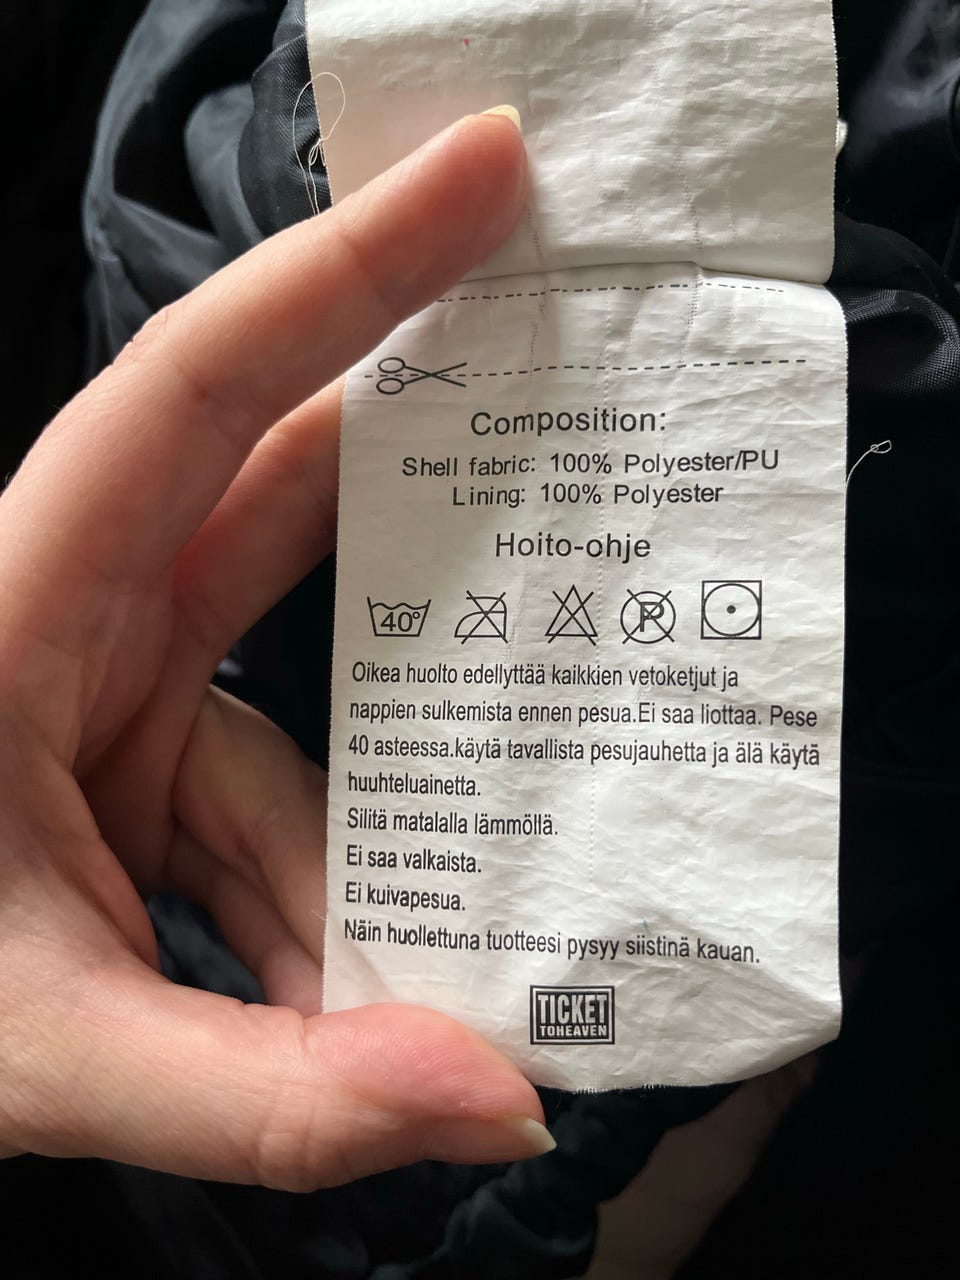 Composition:
Shell fabric: 100% Polyester/PU
Lining: 100% Polyester
Hoito-ohje
40°
P
Oikea huolto edellyttää kaikkien vetoketjut ja
nappien sulkemista ennen pesua.Ei saa liottaa. Pese
40 asteessa.käytä tavallista pesujauhetta ja älä käytä
huuhteluainetta.
Silitä matalalla lämmöllä.
Ei saa valkaista.
Ei kuivapesua.
Näin huollettuna tuotteesi pysyy siistinä kauan.
TICKET
TOHEAVEN